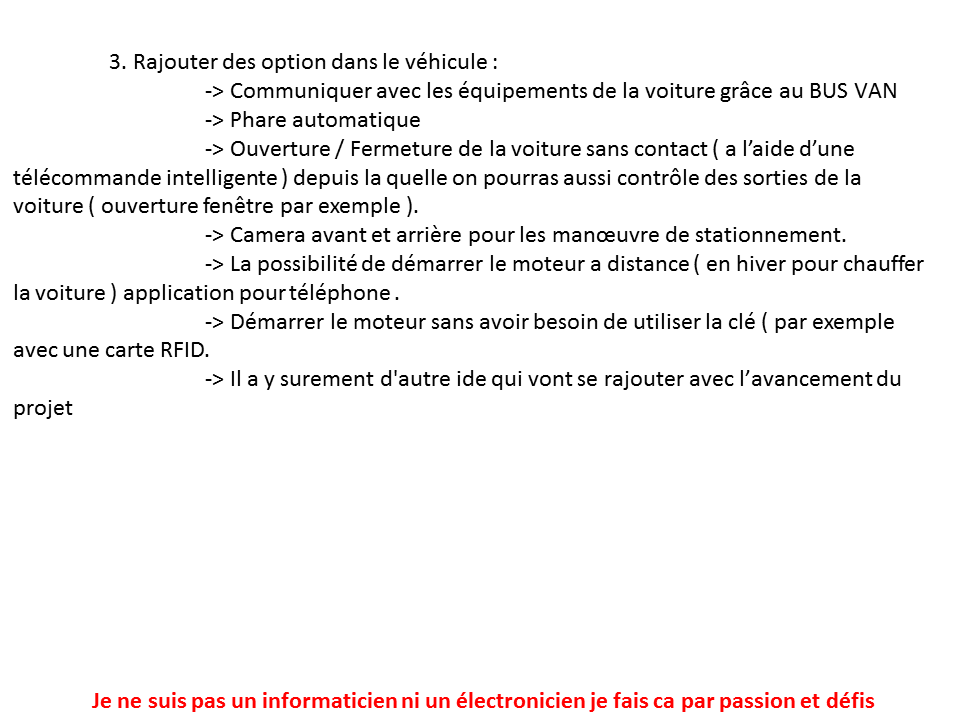 3. Rajouter des option dans le véhicule :
-> Communiquer avec les équipements de la voiture grâce au BUS VAN
-> Phare automatique
-> Ouverture / Fermeture de la voiture sans contact ( a l’aide d’une
télécommande intelligente ) depuis la quelle on pourras aussi contrôle des sorties de la
voiture ( ouverture fenêtre par exemple ).
-> Camera avant et arrière pour les manœuvre de stationnement.
-> La possibilité de démarrer le moteur a distance ( en hiver pour chauffer
la voiture ) application pour téléphone .
-> Démarrer le moteur sans avoir besoin de utiliser la clé ( par exemple
avec une carte RFID.
-> Il a y surement d'autre ide qui vont se rajouter avec l’avancement du
projet
Je ne suis pas un informaticien ni un électronicien je fais ca par passion et défis